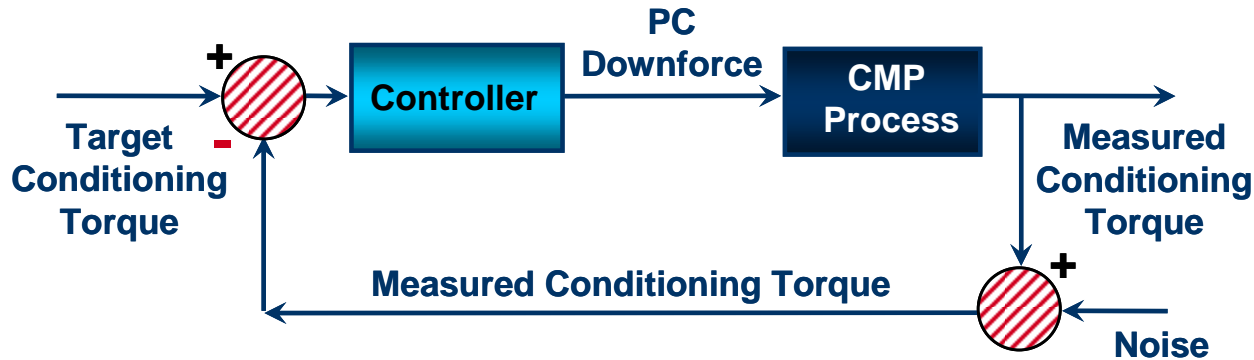 PC
Downforce
+
Controller
CMP
Process
-
Target
Conditioning
Torque
Measured
Conditioning
Torque
+
Measured Conditioning Torque
Noise